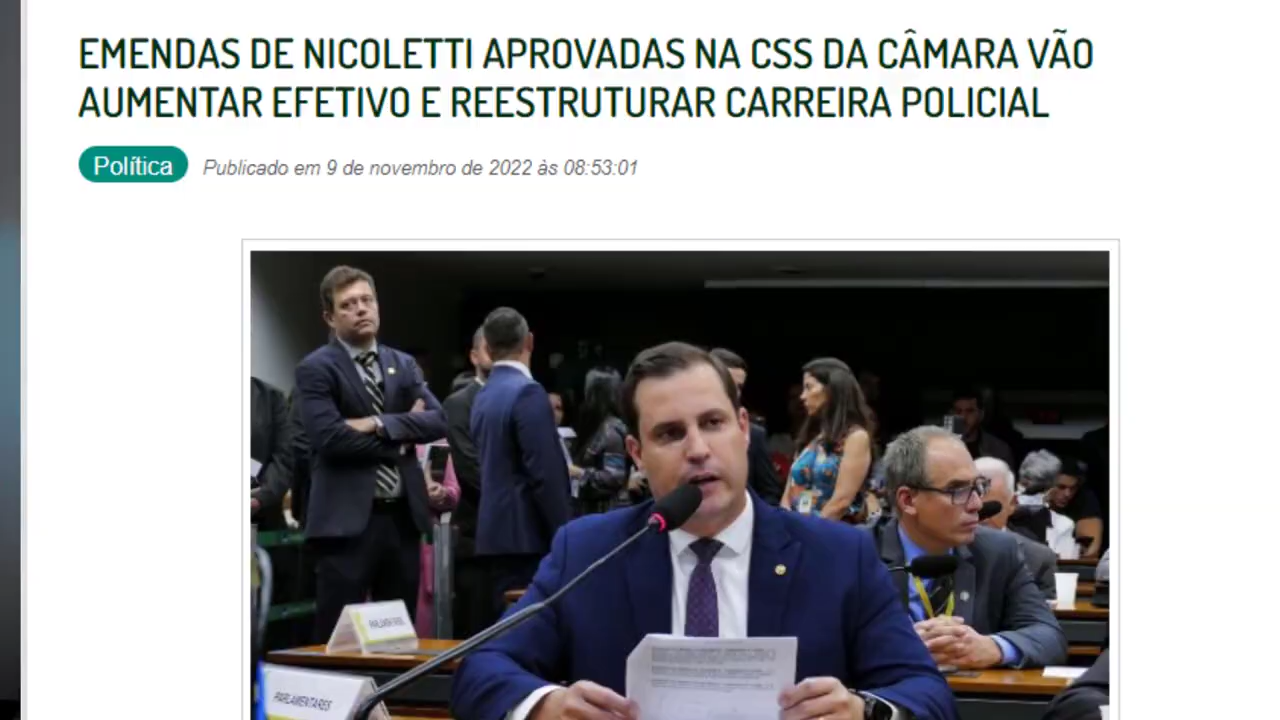 EMENDAS DE NICOLETTI APROVADAS NA CSS DA CÂMARA VÃO
AUMENTAR EFETIVO E REESTRUTURAR CARREIRA POLICIAL
Política Publicado em 9 de novembro de 2022 às 08:53:01
PARLAMENTARES